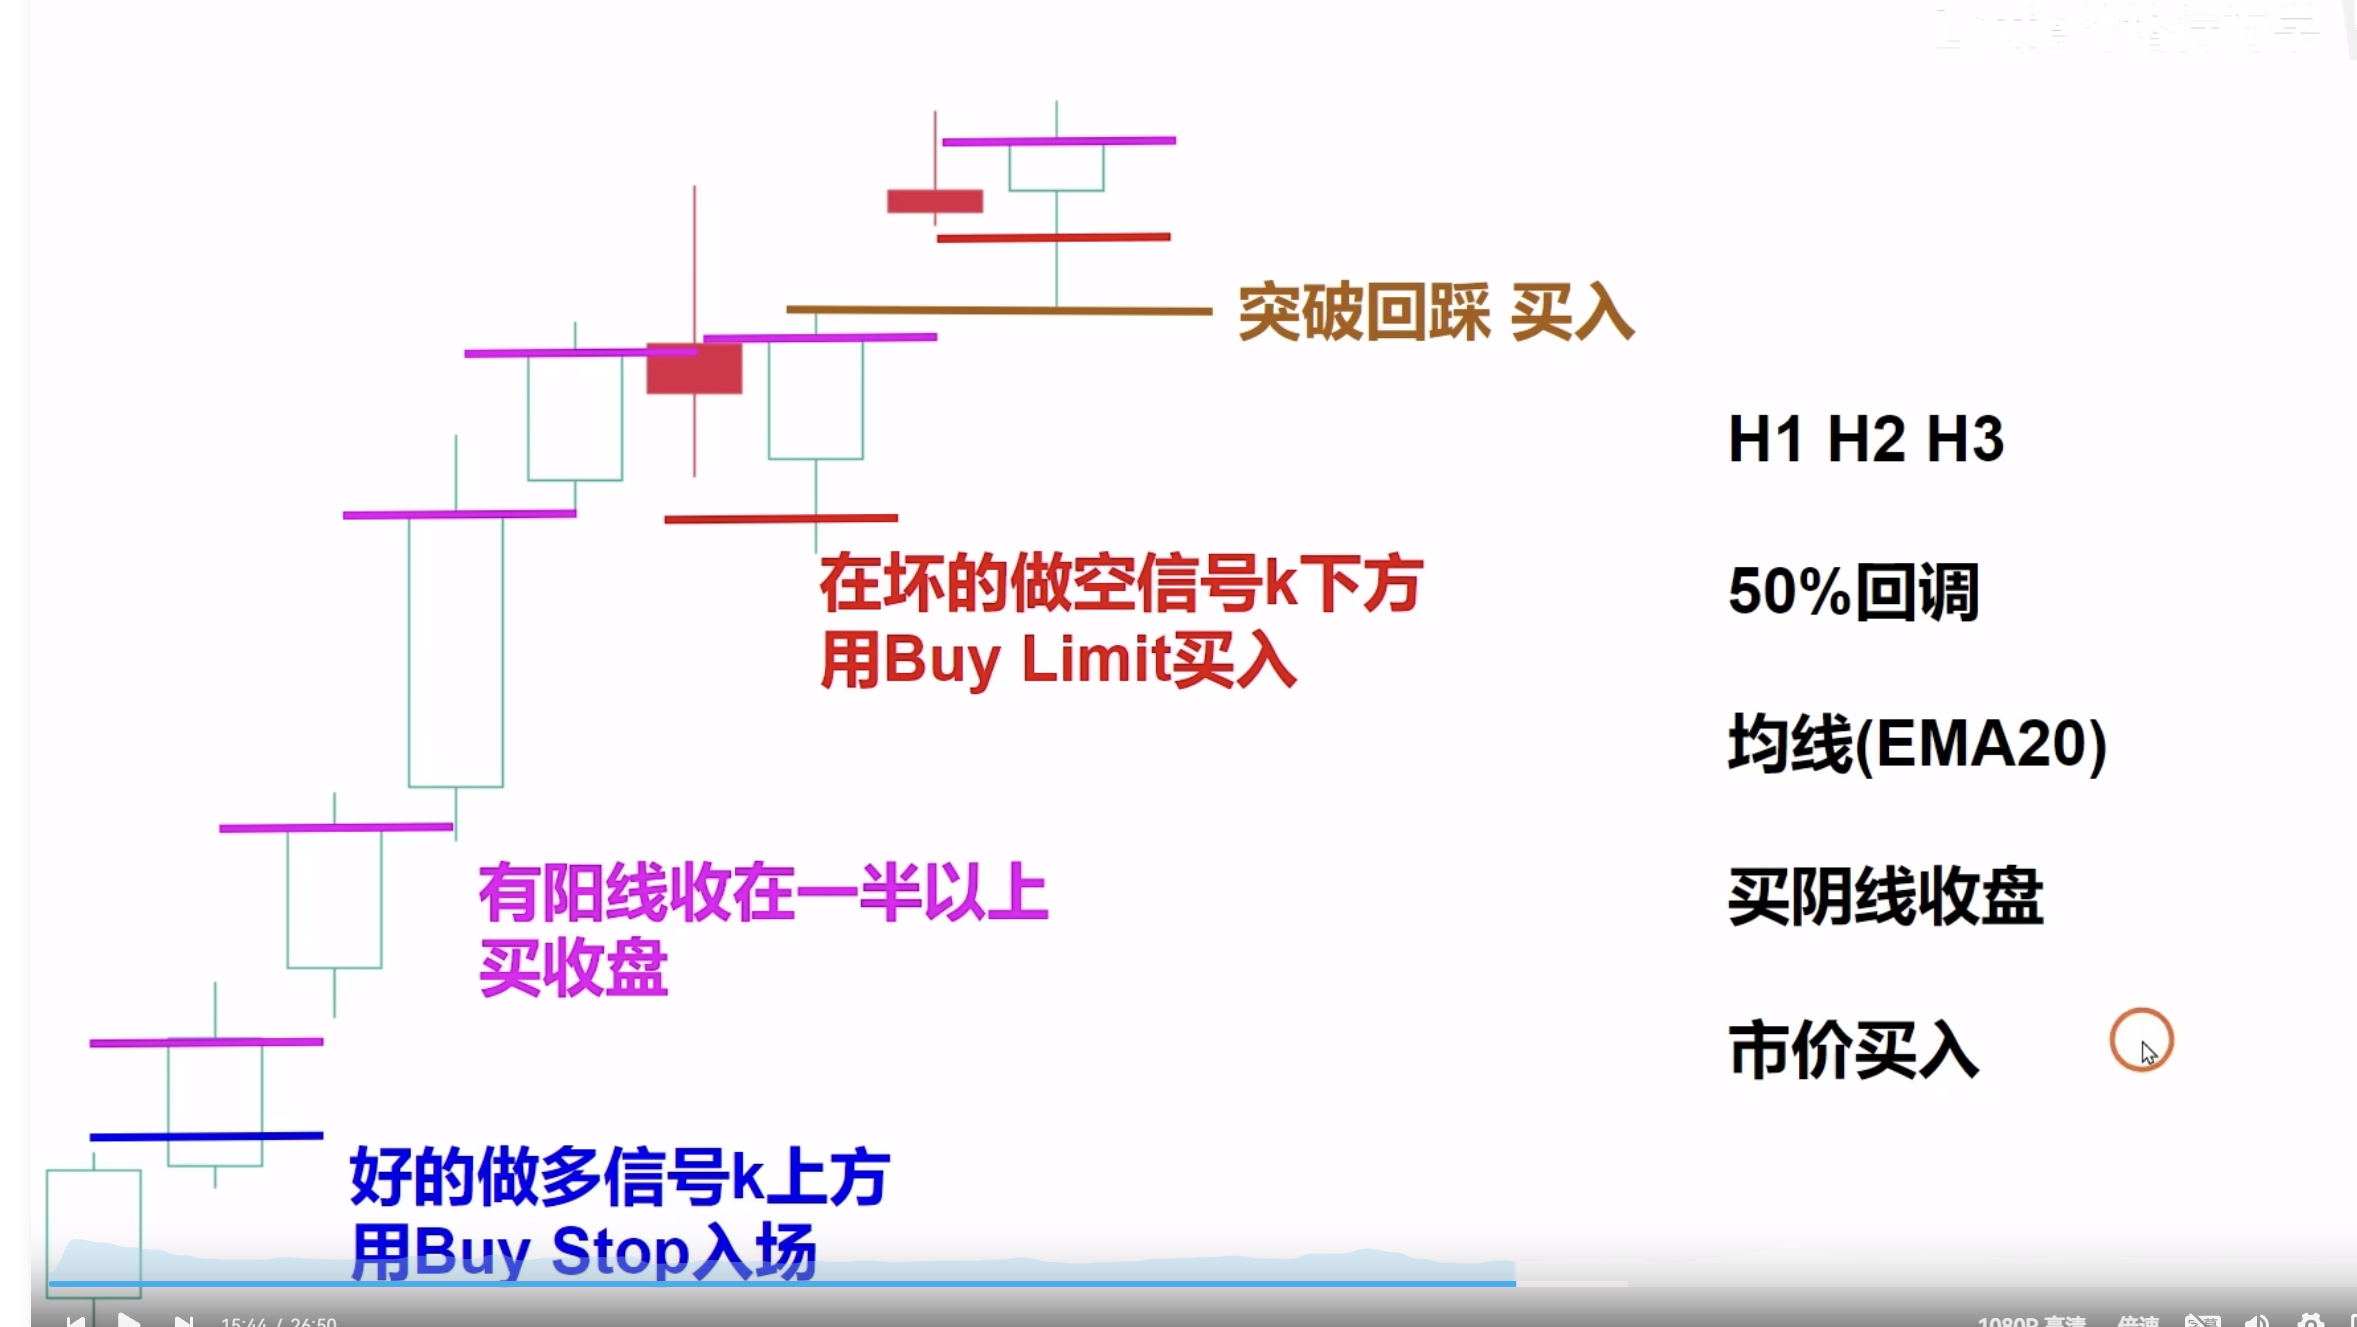 突破回踩 买入
H1 H2 H3
在坏的做空信号k下方
用Buy Limit买入
50%回调
均线(EMA20)
有阳线收在一半以上
买收盘
买阴线收盘
市价买入
好的做多信号k上方
用Buy Stop入场
15:44 / 26:50
1080P 高清
倍速